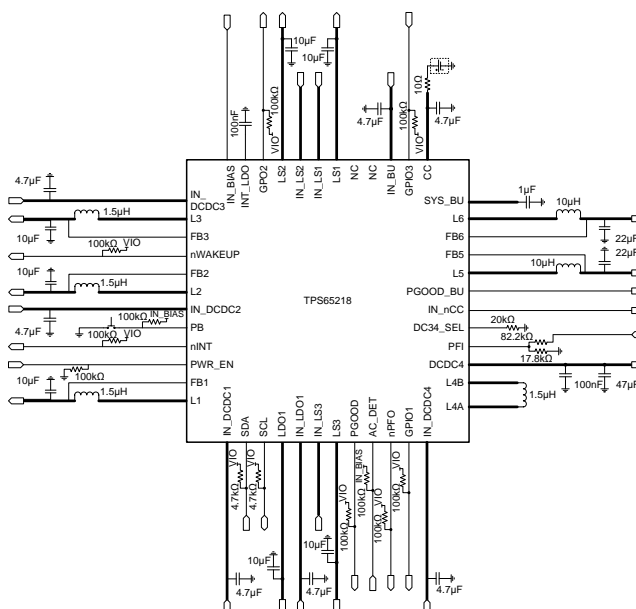 10µF
10µF
10Ω
100nF
100kΩ
VIO
4.7µF
100kΩ
VIO
4.7µF
IN_BIAS
INT_LDO
GPO2
LS2
IN_LS2
IN_LS1
LS1
NC
NC
IN_BU
GPIO3
CC
4.7µF
IN_
DCDC3
1.5µH
L3
10µF
FB3
100kΩ
VIO
nWAKEUP
10µF
FB2
1.5µH
L2
IN_DCDC2
4.7µF
100kΩ
IN_BIAS
PB
100kΩ
VIO
nINT
PWR_EN
100kΩ
10µF
FB1
1.5µH
L1
TPS65218
SYS_BU
1µF
L6
10µH
FB6
22µF
FB5
22µF
L5
10µH
PGOOD_BU
IN_nCC
DC34_SEL
20kΩ
82.2kΩ
PFI
17.8kΩ
DCDC4
100nF
47µF
L4B
1.5µH
L4A
IN_DCDC1
SDA
SCL
LDO1
IN_LDO1
IN_LS3
LS3
PGOOD
AC_DET
nPFO
GPIO1
IN_DCDC4
VIO
4.7kΩ
VIO
4.7kΩ
VIO
100kΩ
IN_BIAS
100kΩ
VIO
100kΩ
VIO
100kΩ
10µF
10µF
4.7µF
4.7µF
4.7µF